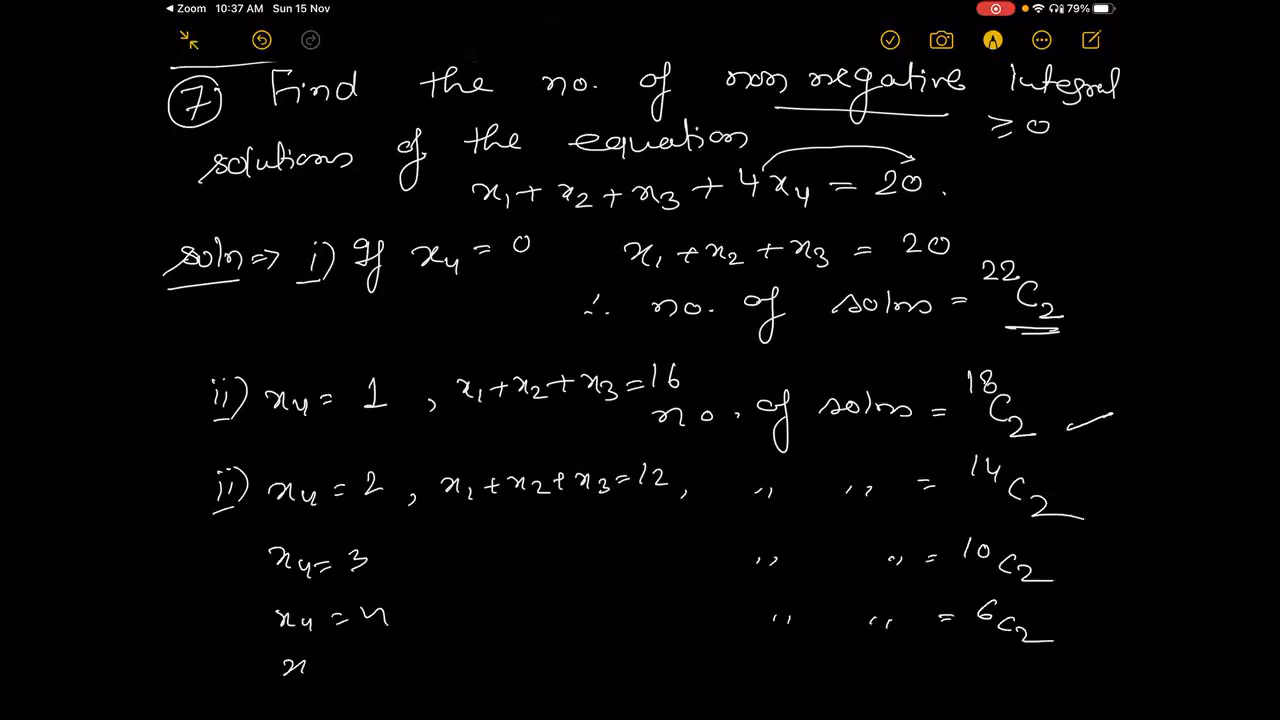 Zoom 10:37 AM Sun 15 Nov 79%
7 Find the no. of non negative Integral
≥ 0
solutions of the equation
x₁ + x₂ + x₃ + 4x₄ = 20.
soln ⇒ i) If x₄ = 0 x₁ + x₂ + x₃ = 20
∴ no. of solns = ²²C₂
ii) x₄ = 1, x₁ + x₂ + x₃ = 16
no. of solns = ¹⁸C₂ ✓
ii) x₄ = 2, x₁ + x₂ + x₃ = 12, ,, ,, = ¹⁴C₂
x₄ = 3 ,, ,, = ¹⁰C₂
x₄ = 4 ,, ,, = ⁶C₂
x